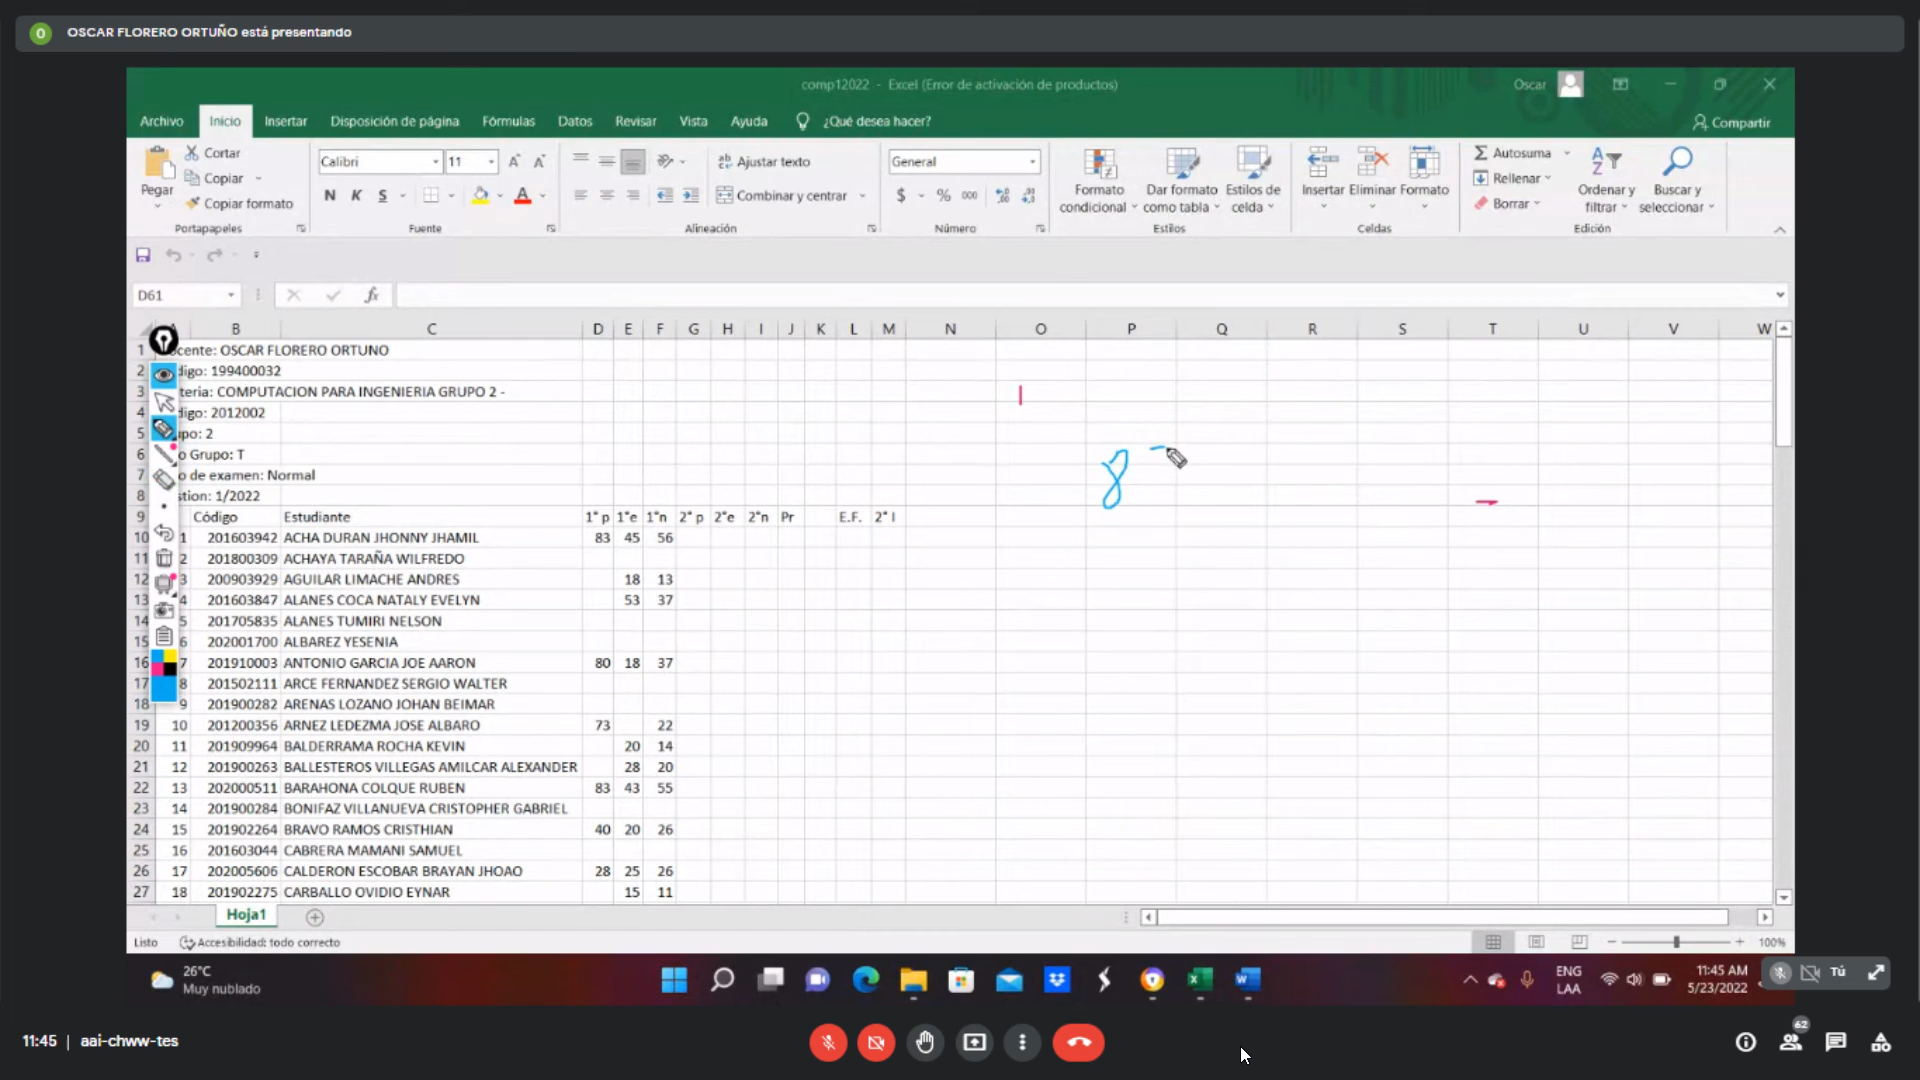 O OSCAR FLORERO ORTUÑO está presentando
comp12022 - Excel (Error de activación de productos)
Oscar
Archivo Inicio Insertar Disposición de página Fórmulas Datos Revisar Vista Ayuda ¿Qué desea hacer? Compartir
Pegar
Cortar
Copiar
Copiar formato
Portapapeles
Calibri 11
N K S
Fuente
Ajustar texto
Combinar y centrar
Alineación
General
$ % 000
Número
Formato condicional
Dar formato como tabla
Estilos de celda
Estilos
Insertar Eliminar Formato
Celdas
Autosuma
Rellenar
Borrar
Ordenar y filtrar
Buscar y seleccionar
Edición
D61 fx
B C D E F G H I J K L M N O P Q R S T U V W
1 cente: OSCAR FLORERO ORTUNO
2 digo: 199400032
3 teria: COMPUTACION PARA INGENIERIA GRUPO 2 -
4 digo: 2012002
5 upo: 2
6 o Grupo: T
7 o de examen: Normal
8 stion: 1/2022
9 Código Estudiante 1° p 1°e 1°n 2° p 2°e 2°n Pr E.F. 2° I
10 1 201603942 ACHA DURAN JHONNY JHAMIL 83 45 56
11 2 201800309 ACHAYA TARAÑA WILFREDO
12 3 200903929 AGUILAR LIMACHE ANDRES 18 13
13 4 201603847 ALANES COCA NATALY EVELYN 53 37
14 5 201705835 ALANES TUMIRI NELSON
15 6 202001700 ALBAREZ YESENIA
16 7 201910003 ANTONIO GARCIA JOE AARON 80 18 37
17 8 201502111 ARCE FERNANDEZ SERGIO WALTER
18 9 201900282 ARENAS LOZANO JOHAN BEIMAR
19 10 201200356 ARNEZ LEDEZMA JOSE ALBARO 73 22
20 11 201909964 BALDERRAMA ROCHA KEVIN 20 14
21 12 201900263 BALLESTEROS VILLEGAS AMILCAR ALEXANDER 28 20
22 13 202000511 BARAHONA COLQUE RUBEN 83 43 55
23 14 201900284 BONIFAZ VILLANUEVA CRISTOPHER GABRIEL
24 15 201902264 BRAVO RAMOS CRISTHIAN 40 20 26
25 16 201603044 CABRERA MAMANI SAMUEL
26 17 202005606 CALDERON ESCOBAR BRAYAN JHOAO 28 25 26
27 18 201902275 CARBALLO OVIDIO EYNAR 15 11
8
Hoja1
Listo Accesibilidad: todo correcto 100%
26°C
Muy nublado
ENG
LAA
11:45 AM
5/23/2022
Tú
11:45 | aai-chww-tes
62